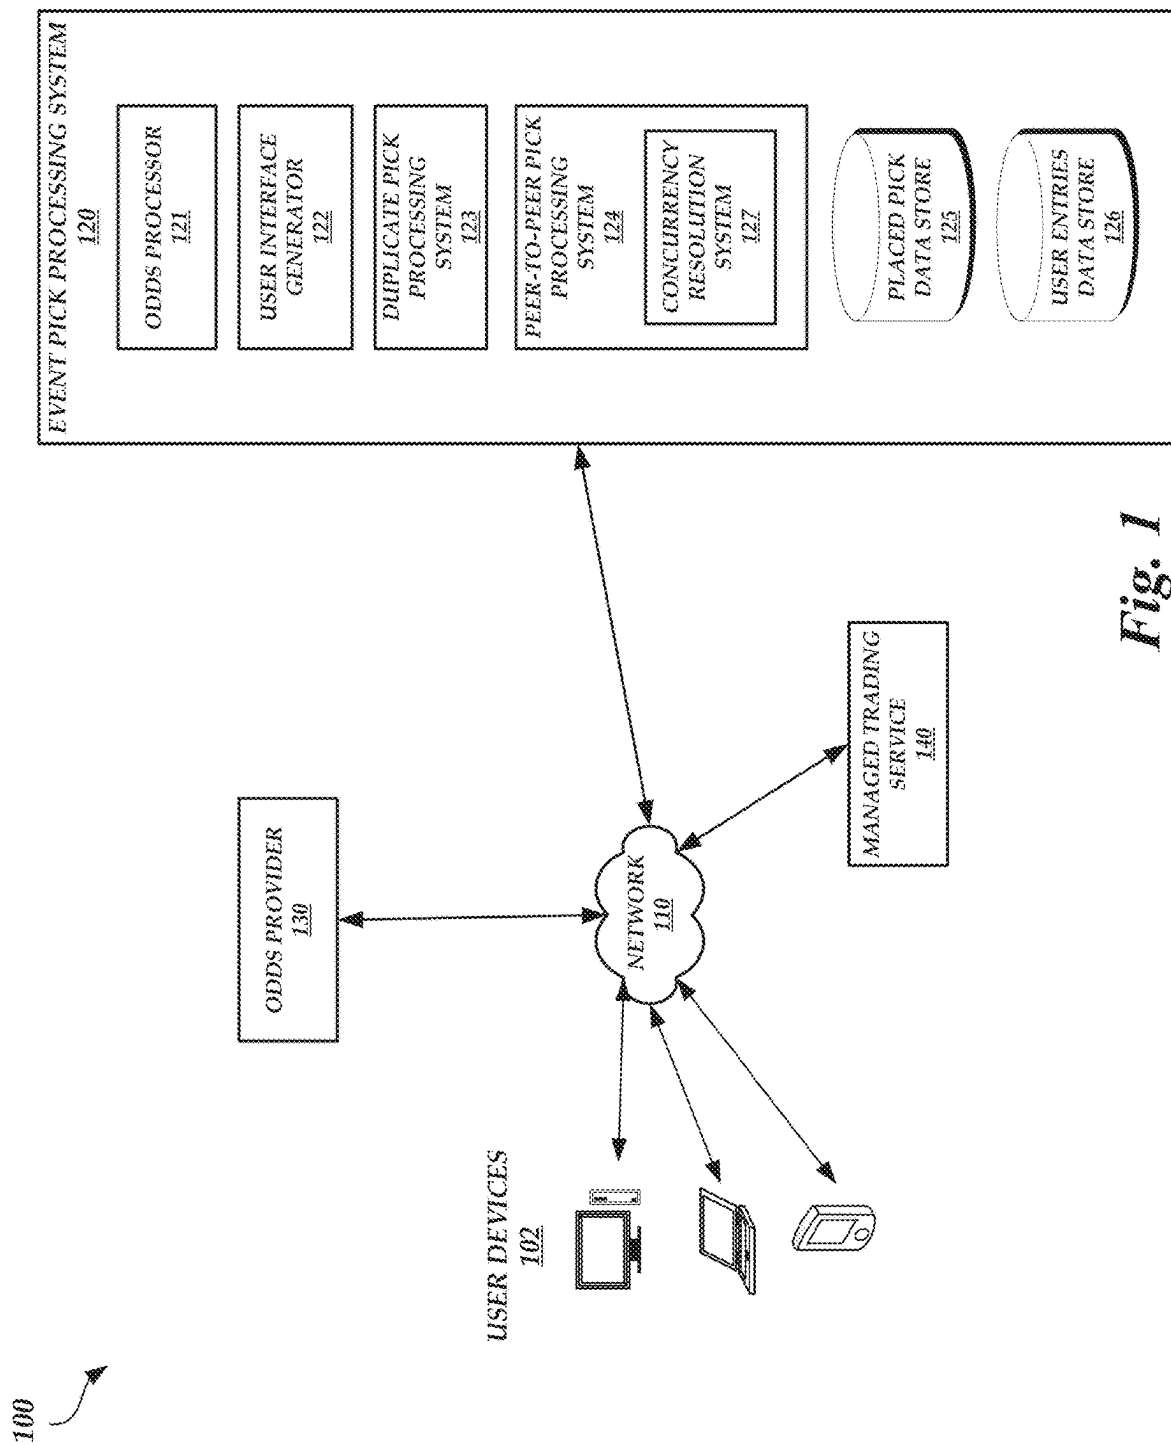 100
USER DEVICES
102
ODDS PROVIDER
130
NETWORK
110
MANAGED TRADING
SERVICE
140
EVENT PICK PROCESSING SYSTEM
120
ODDS PROCESSOR
121
USER INTERFACE
GENERATOR
122
DUPLICATE PICK
PROCESSING
SYSTEM
123
PEER-TO-PEER PICK
PROCESSING
SYSTEM
124
CONCURRENCY
RESOLUTION
SYSTEM
127
PLACED PICK
DATA STORE
125
USER ENTRIES
DATA STORE
126
Fig. 1